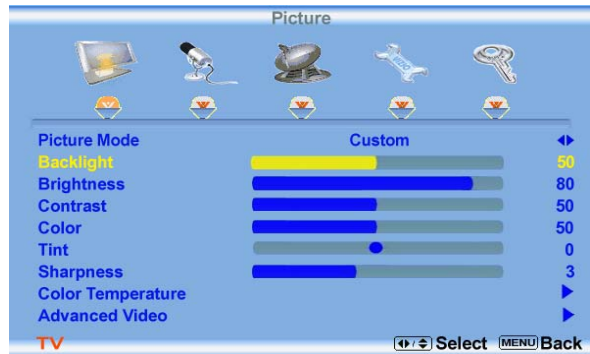 Picture
Picture Mode Custom
Backlight 50
Brightness 80
Contrast 50
Color 50
Tint 0
Sharpness 3
Color Temperature
Advanced Video
TV Select MENU Back